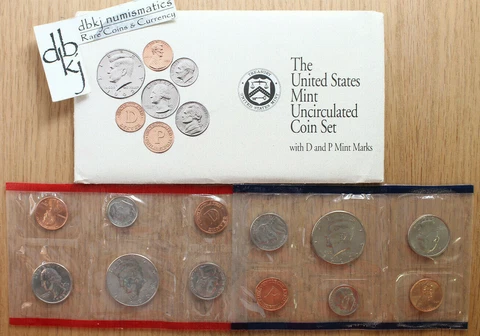 dbkj numismatics
Rare Coins & Currency
dbkj
The
United States
Mint
Uncirculated
Coin Set
with D and P Mint Marks
D
P